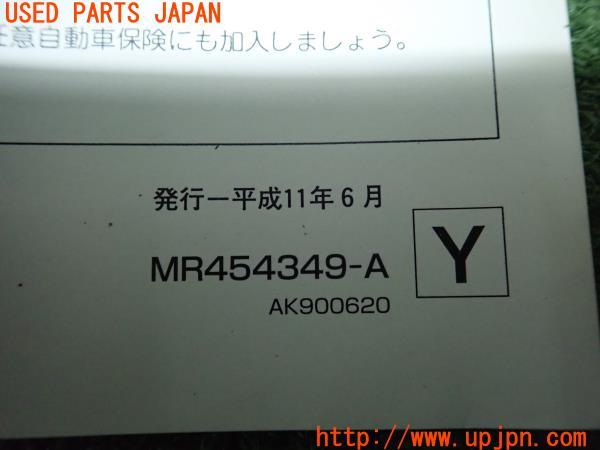 USED PARTS JAPAN
任意自動車保険にも加入しましょう。
発行ー平成11年6月
MR454349-A
Y
AK900620
http://www.upjpn.com